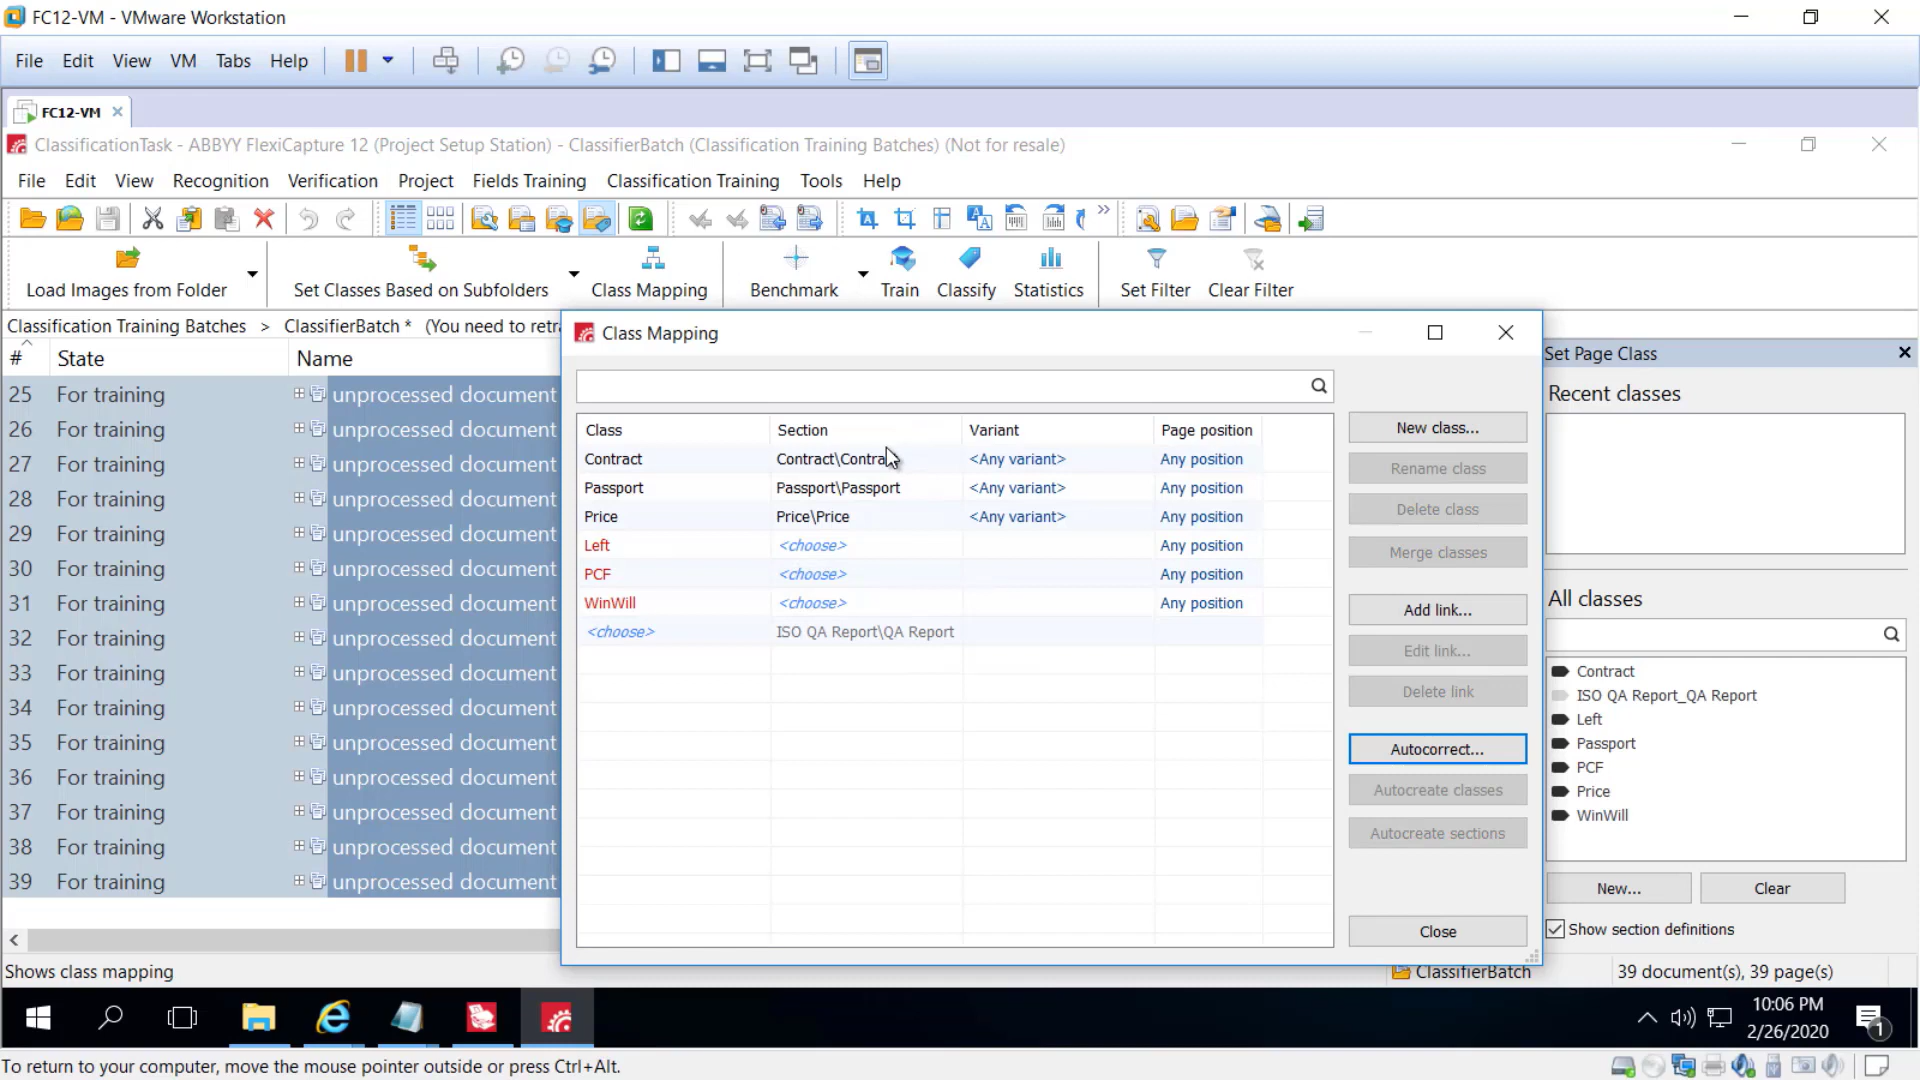 FC12-VM - VMware Workstation
File Edit View VM Tabs Help
FC12-VM
ClassificationTask - ABBYY FlexiCapture 12 (Project Setup Station) - ClassifierBatch (Classification Training Batches) (Not for resale)
File Edit View Recognition Verification Project Fields Training Classification Training Tools Help
Load Images from Folder Set Classes Based on Subfolders Class Mapping Benchmark Train Classify Statistics Set Filter Clear Filter
Classification Training Batches > ClassifierBatch * (You need to retra
# State Name
25 For training unprocessed document
26 For training unprocessed document
27 For training unprocessed document
28 For training unprocessed document
29 For training unprocessed document
30 For training unprocessed document
31 For training unprocessed document
32 For training unprocessed document
33 For training unprocessed document
34 For training unprocessed document
35 For training unprocessed document
36 For training unprocessed document
37 For training unprocessed document
38 For training unprocessed document
39 For training unprocessed document
Class Mapping
Class Section Variant Page position
Contract Contract\Contra <Any variant> Any position
Passport Passport\Passport <Any variant> Any position
Price Price\Price <Any variant> Any position
Left <choose> Any position
PCF <choose> Any position
WinWill <choose> Any position
<choose> ISO QA Report\QA Report
New class...
Rename class
Delete class
Merge classes
Add link...
Edit link...
Delete link
Autocorrect...
Autocreate classes
Autocreate sections
Close
Set Page Class
Recent classes
All classes
Contract
ISO QA Report_QA Report
Left
Passport
PCF
Price
WinWill
New... Clear
Show section definitions
Shows class mapping
ClassifierBatch 39 document(s), 39 page(s)
10:06 PM
2/26/2020
1
To return to your computer, move the mouse pointer outside or press Ctrl+Alt.